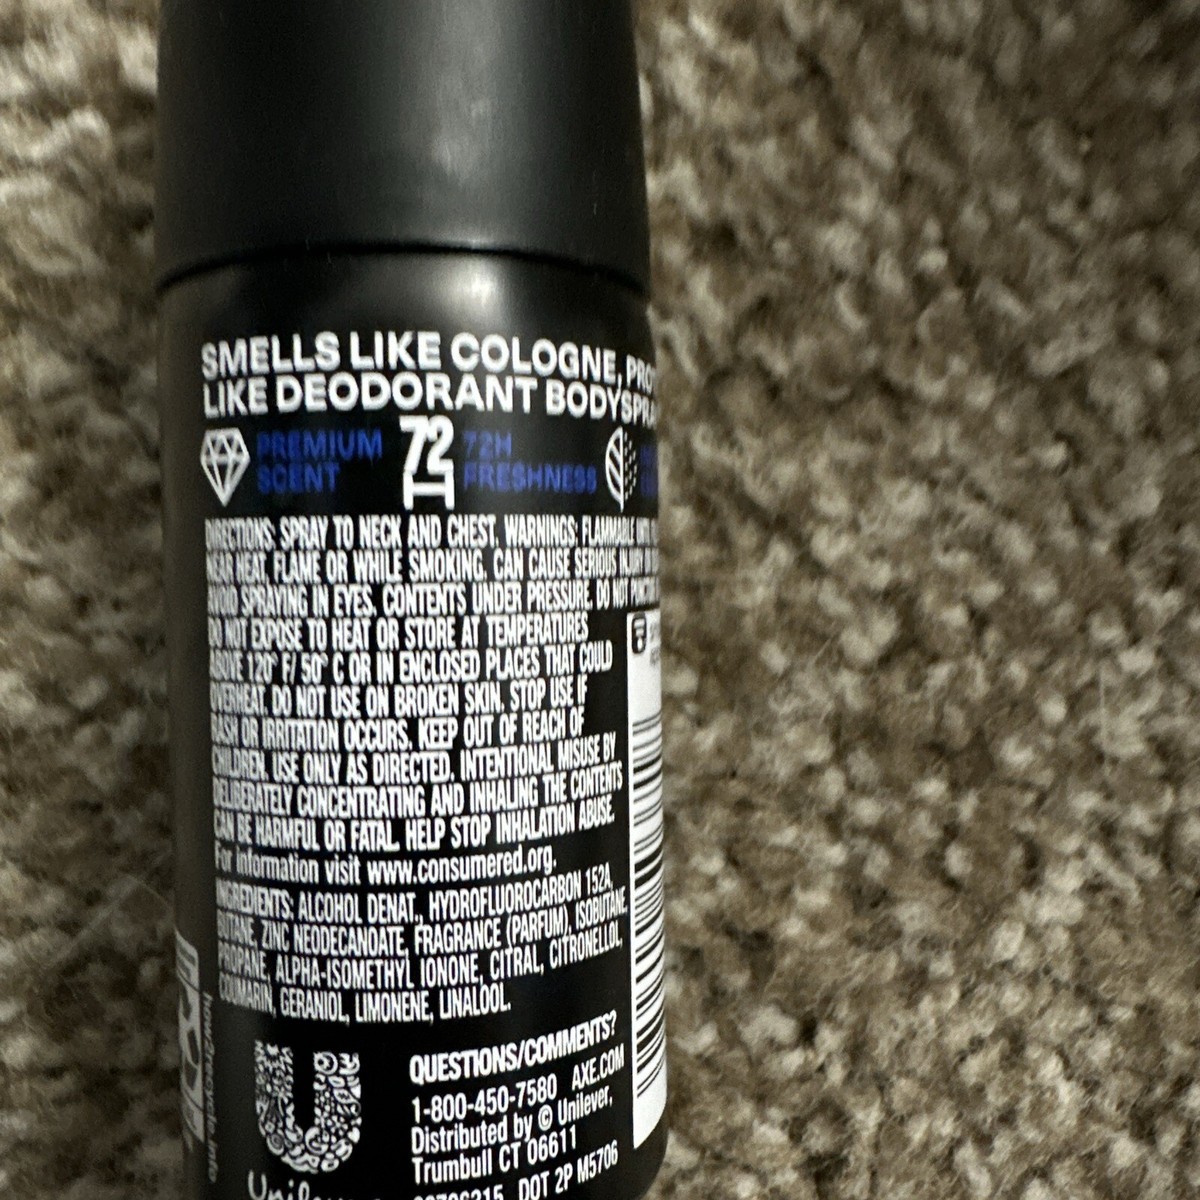 SMELLS LIKE COLOGNE,
LIKE DEODORANT
PREMIUM
SCENT
72
H
72H
FRESHNESS
DIRECTIONS: SPRAY TO NECK AND CHEST. WARNINGS: FLAMMABLE
NEAR HEAT, FLAME OR WHILE SMOKING. CAN CAUSE SERIOUS INJURY
AVOID SPRAYING IN EYES. CONTENTS UNDER PRESSURE. DO NOT PUNCTURE
DO NOT EXPOSE TO HEAT OR STORE AT TEMPERATURES
ABOVE 120° F/ 50° C OR IN ENCLOSED PLACES THAT COULD
OVERHEAT. DO NOT USE ON BROKEN SKIN. STOP USE IF
RASH OR IRRITATION OCCURS. KEEP OUT OF REACH OF
CHILDREN. USE ONLY AS DIRECTED. INTENTIONAL MISUSE BY
DELIBERATELY CONCENTRATING AND INHALING THE CONTENTS
CAN BE HARMFUL OR FATAL. HELP STOP INHALATION ABUSE.
For information visit www.consumered.org.
INGREDIENTS: ALCOHOL DENAT., HYDROFLUOROCARBON 152A,
BUTANE, ZINC NEODECANOATE, FRAGRANCE (PARFUM), ISOBUTANE,
PROPANE, ALPHA-ISOMETHYL IONONE, CITRAL, CITRONELLOL,
COUMARIN, GERANIOL, LIMONENE, LINALOOL.
how2recycle.info
QUESTIONS/COMMENTS?
1-800-450-7580 AXE.COM
Distributed by © Unilever,
Trumbull CT 06611
DOT 2P M5706